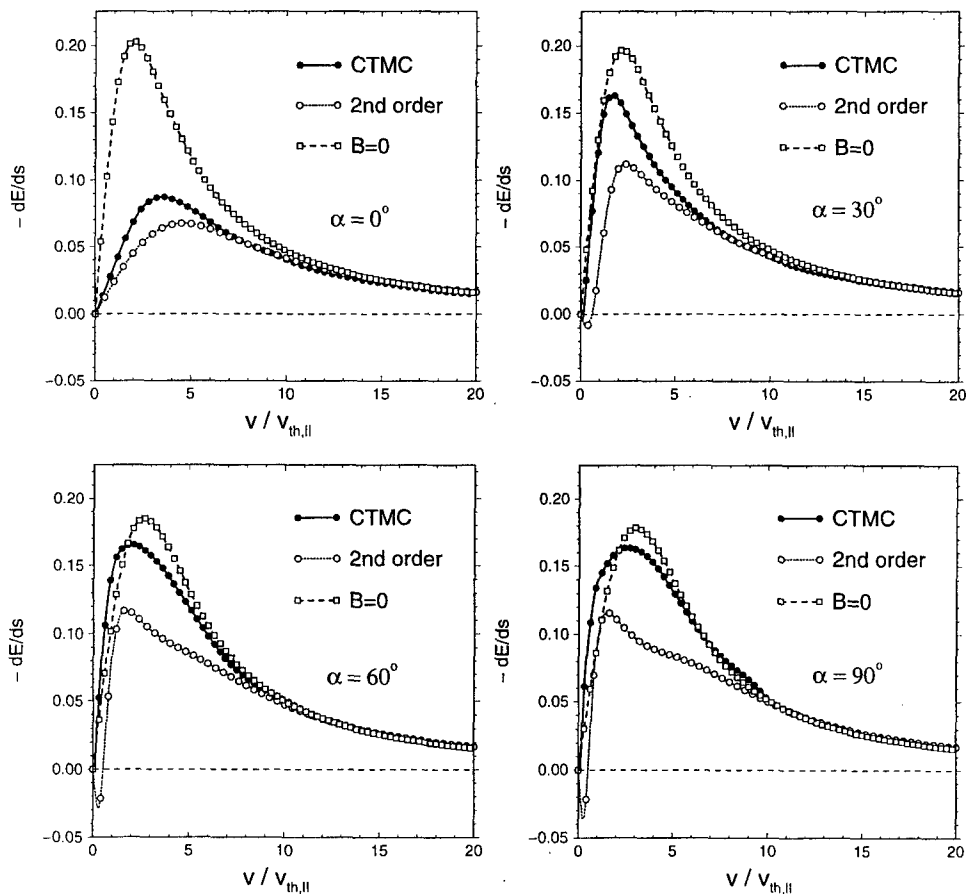 0.20
0.15
0.10
0.05
0.00
−0.05
− dE/ds
CTMC
2nd order
B=0
α = 0°
0 5 10 15 20
v / v_th,II
0.20
0.15
0.10
0.05
0.00
−0.05
− dE/ds
CTMC
2nd order
B=0
α = 30°
0 5 10 15 20
v / v_th,II
0.20
0.15
0.10
0.05
0.00
−0.05
− dE/ds
CTMC
2nd order
B=0
α = 60°
0 5 10 15 20
v / v_th,II
0.20
0.15
0.10
0.05
0.00
−0.05
− dE/ds
CTMC
2nd order
B=0
α = 90°
0 5 10 15 20
v / v_th,II